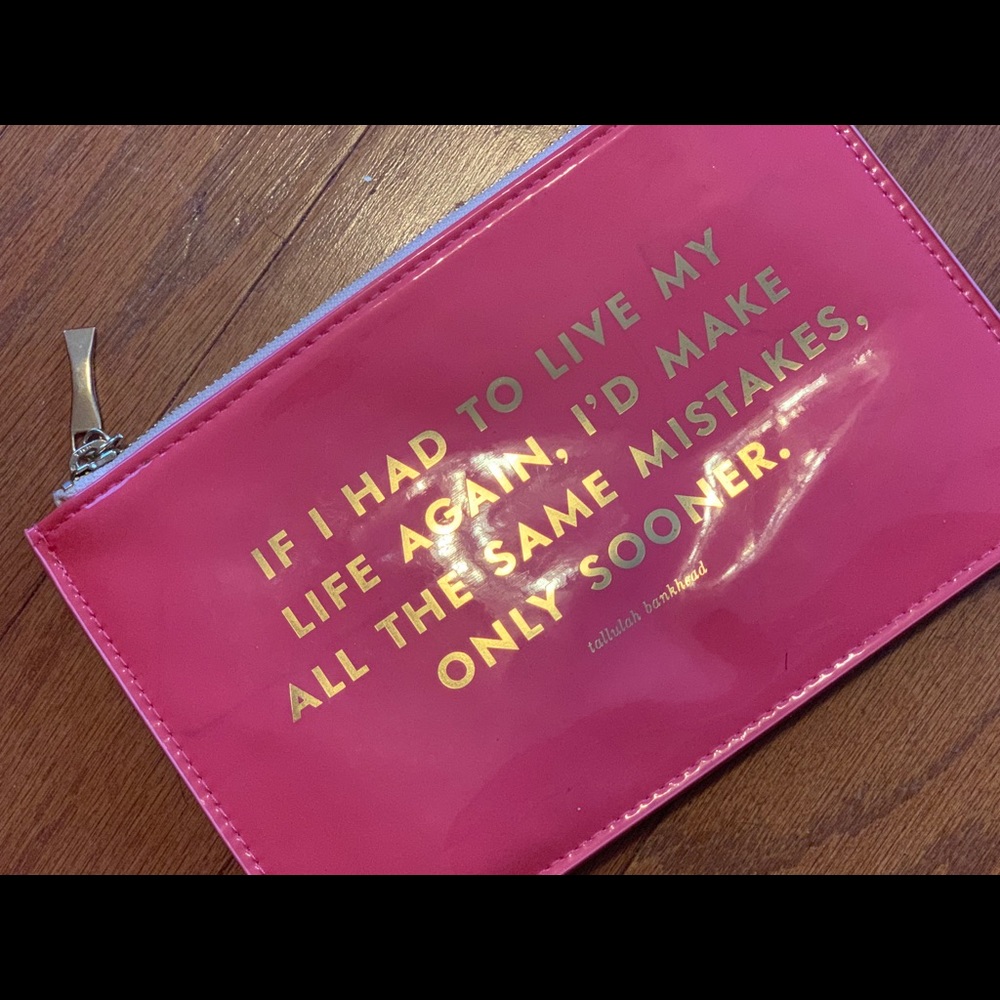 IF I HAD TO LIVE MY
LIFE AGAIN, I'D MAKE
ALL THE SAME MISTAKES,
ONLY SOONER.
tallulah bankhead